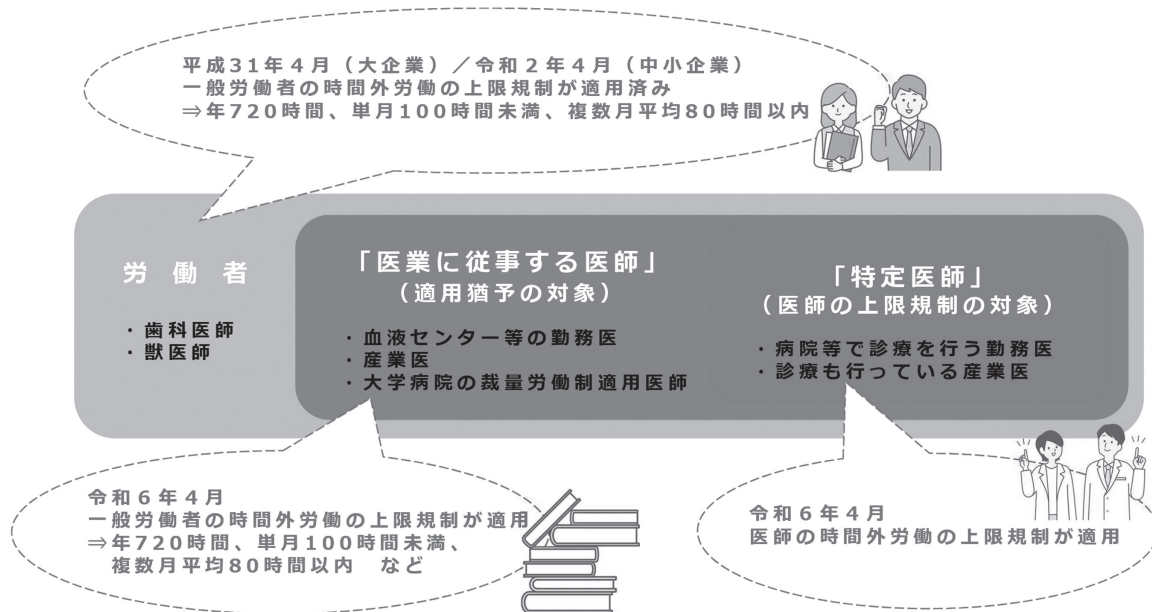 平成31年4月（大企業）／令和2年4月（中小企業）
一般労働者の時間外労働の上限規制が適用済み
⇒年720時間、単月100時間未満、複数月平均80時間以内
労働者
・歯科医師
・獣医師
「医業に従事する医師」
（適用猶予の対象）
・血液センター等の勤務医
・産業医
・大学病院の裁量労働制適用医師
「特定医師」
（医師の上限規制の対象）
・病院等で診療を行う勤務医
・診療も行っている産業医
令和6年4月
一般労働者の時間外労働の上限規制が適用
⇒年720時間、単月100時間未満、
複数月平均80時間以内　など
令和6年4月
医師の時間外労働の上限規制が適用